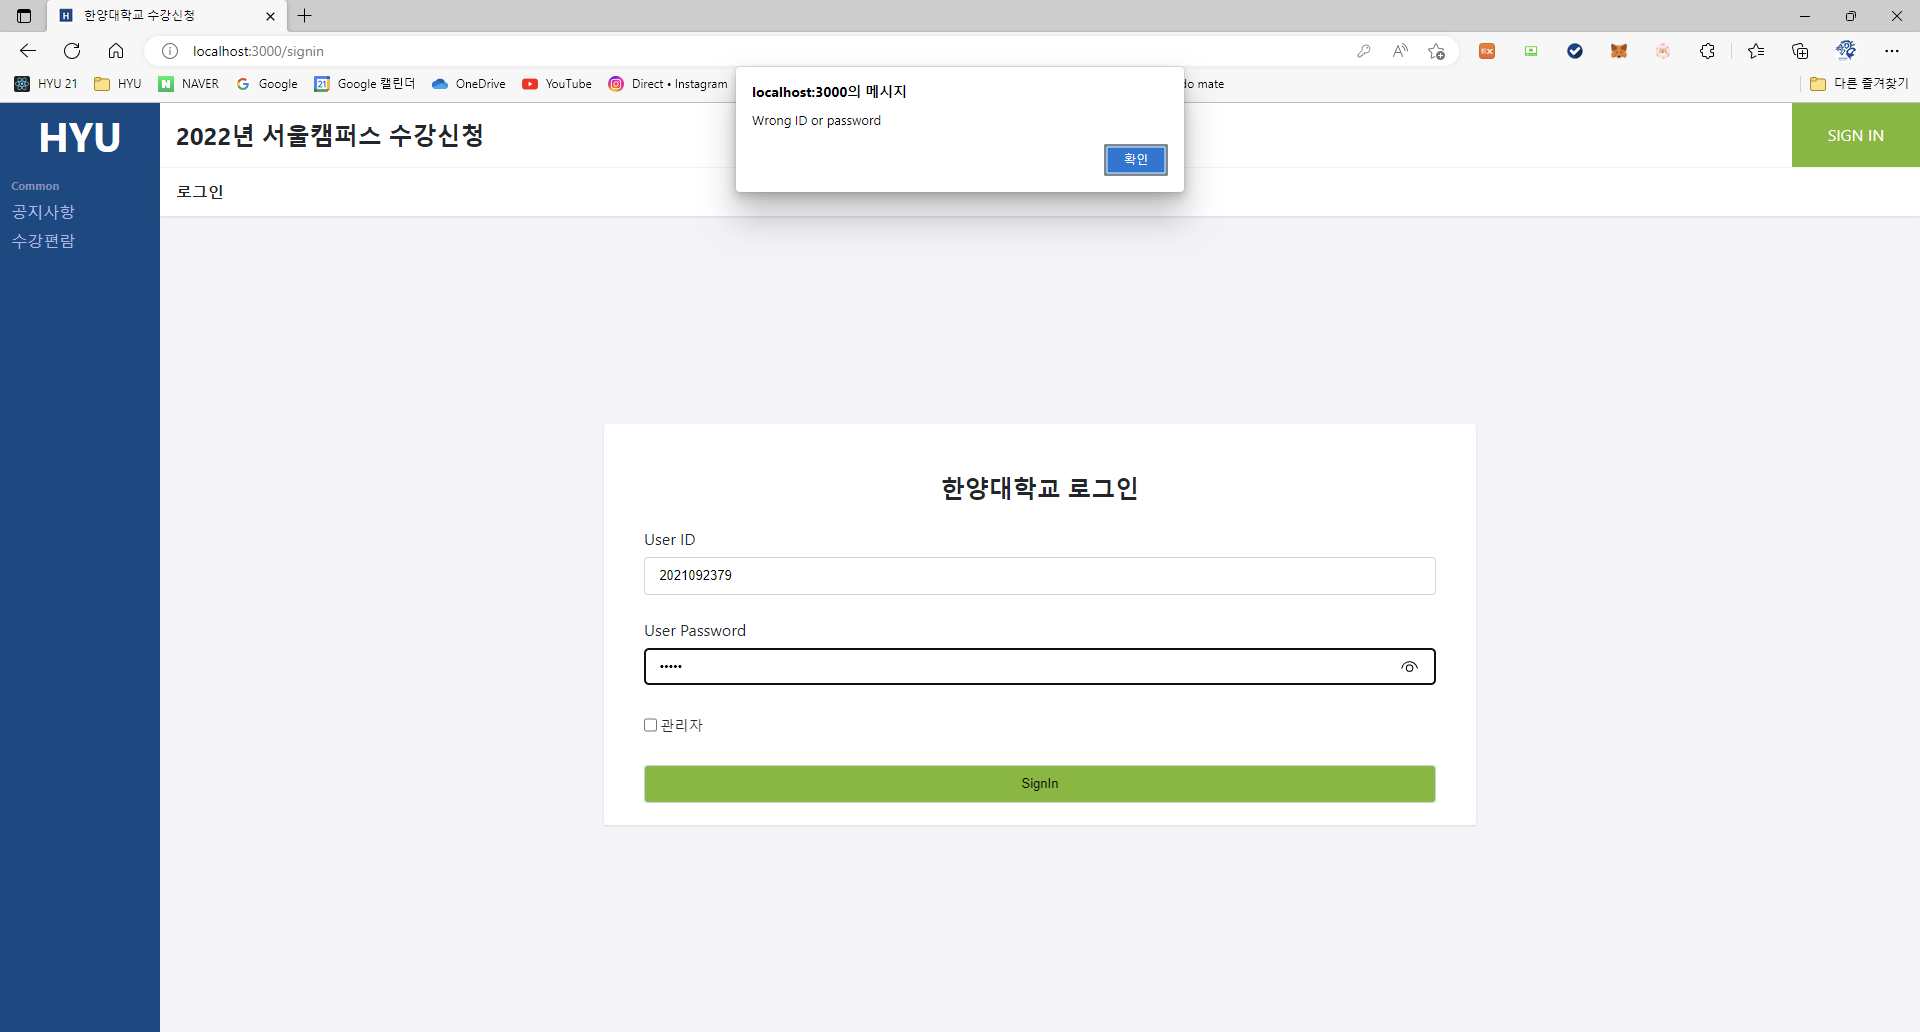 한양대학교 수강신청
localhost:3000/signin
HYU 21
HYU
NAVER
Google
Google 캘린더
OneDrive
YouTube
Direct • Instagram
mate
다른 즐겨찾기
localhost:3000의 메시지
Wrong ID or password
확인
HYU
2022년 서울캠퍼스 수강신청
SIGN IN
Common
공지사항
수강편람
로그인
한양대학교 로그인
User ID
2021092379
User Password
•••••
관리자
SignIn